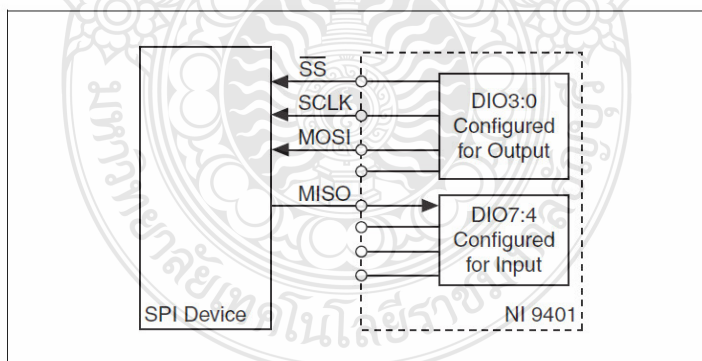 SS
SCLK
MOSI
MISO
DIO3:0
Configured
for Output
DIO7:4
Configured
for Input
SPI Device
NI 9401